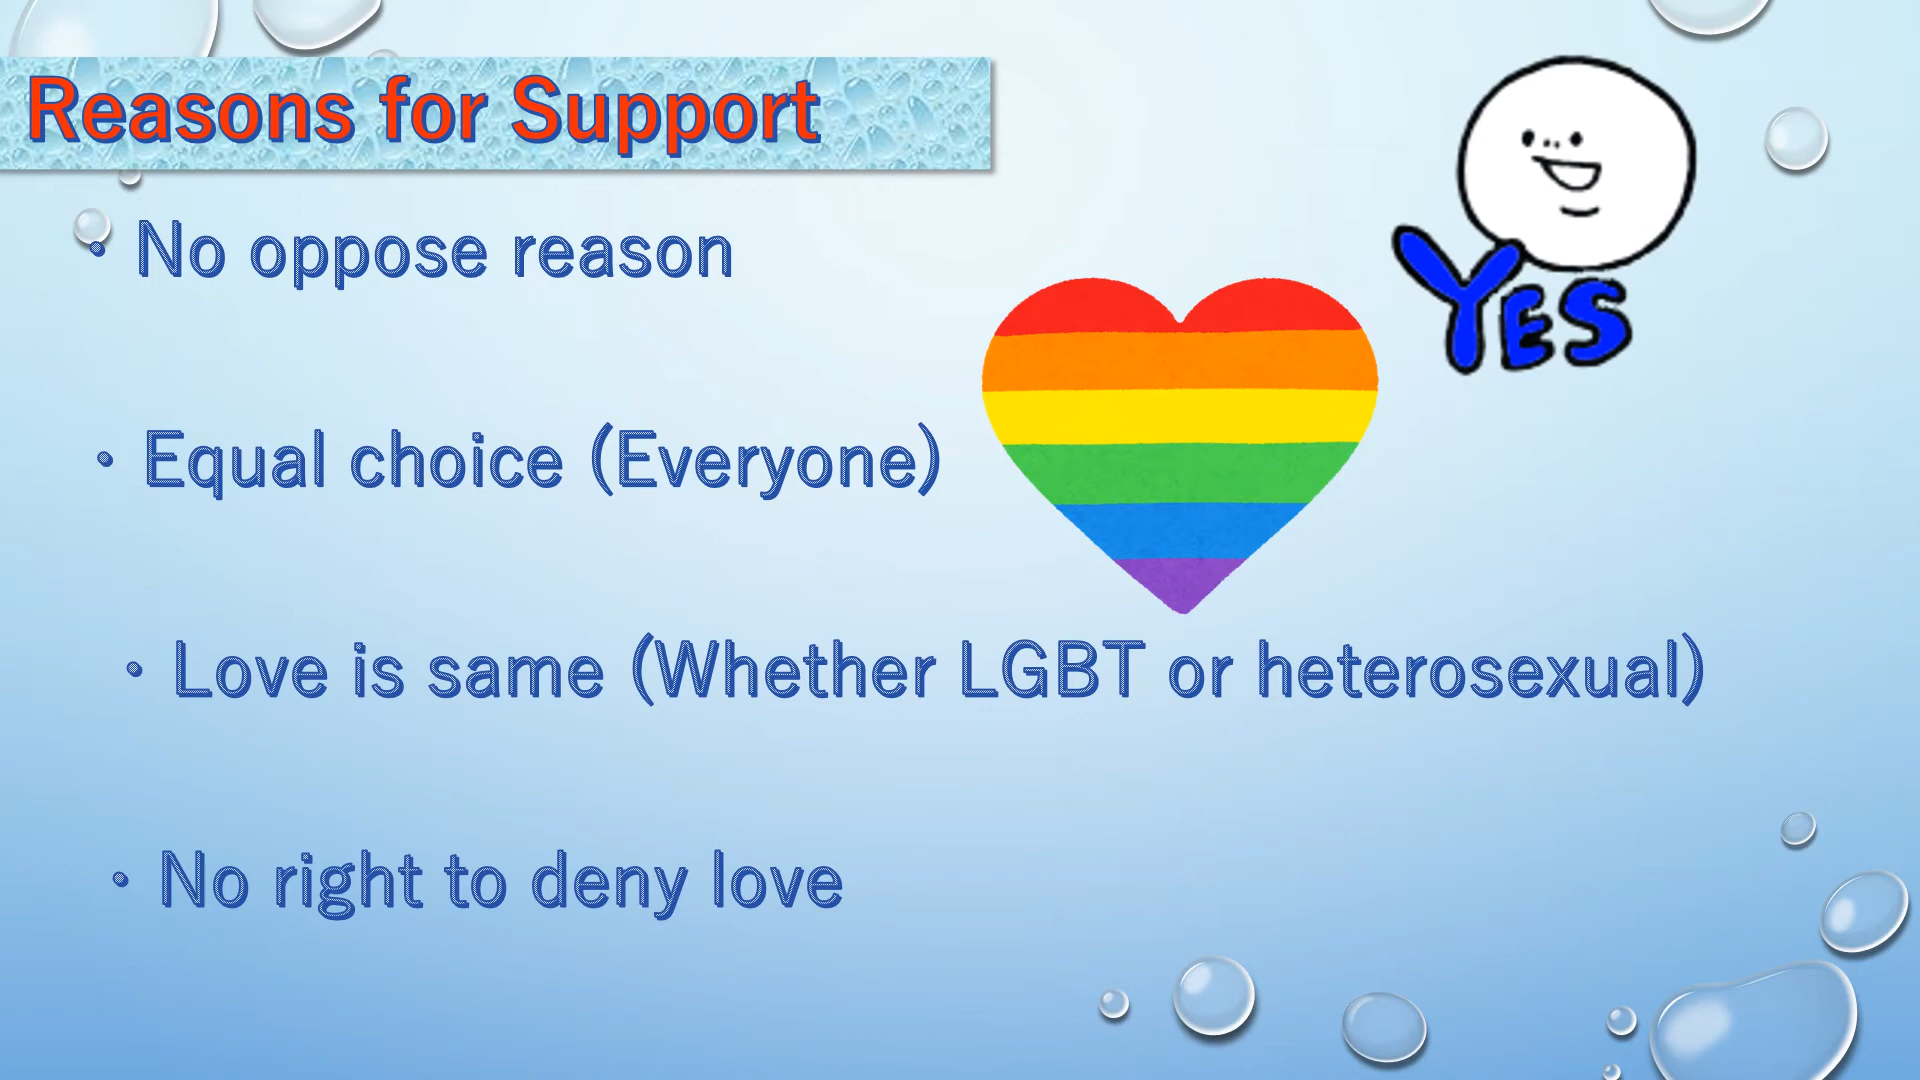 Reasons for Support
• No oppose reason
YES
• Equal choice (Everyone)
• Love is same (Whether LGBT or heterosexual)
• No right to deny love